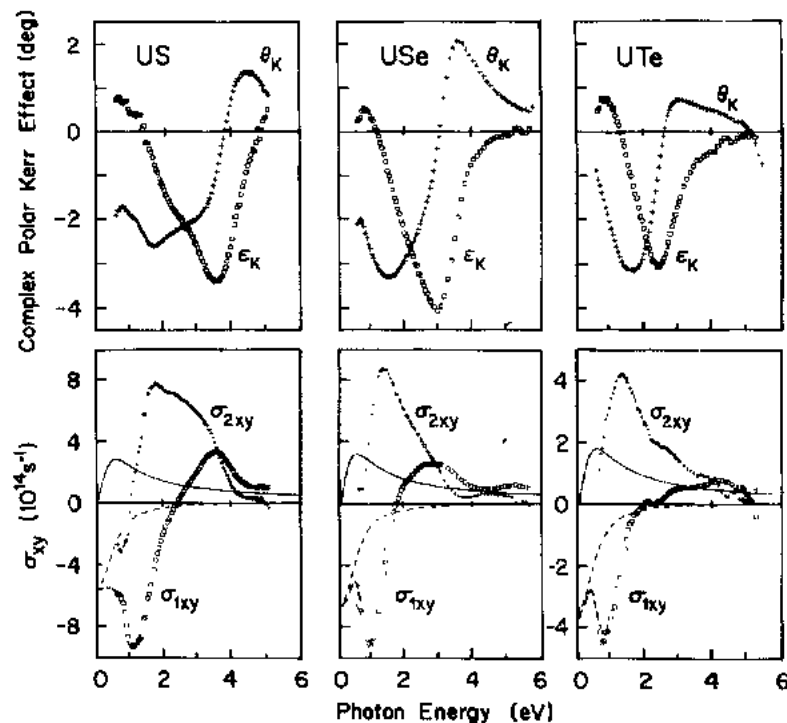 Complex Polar Kerr Effect (deg)
2
0
-2
-4
US
θK
εK
USe
θK
εK
UTe
θK
εK
σxy (10¹⁴s⁻¹)
8
4
0
-4
-8
σ2xy
σ1xy
σ2xy
σ1xy
4
2
0
-2
-4
σ2xy
σ1xy
0 2 4 6
0 2 4 6
0 2 4 6
Photon Energy (eV)